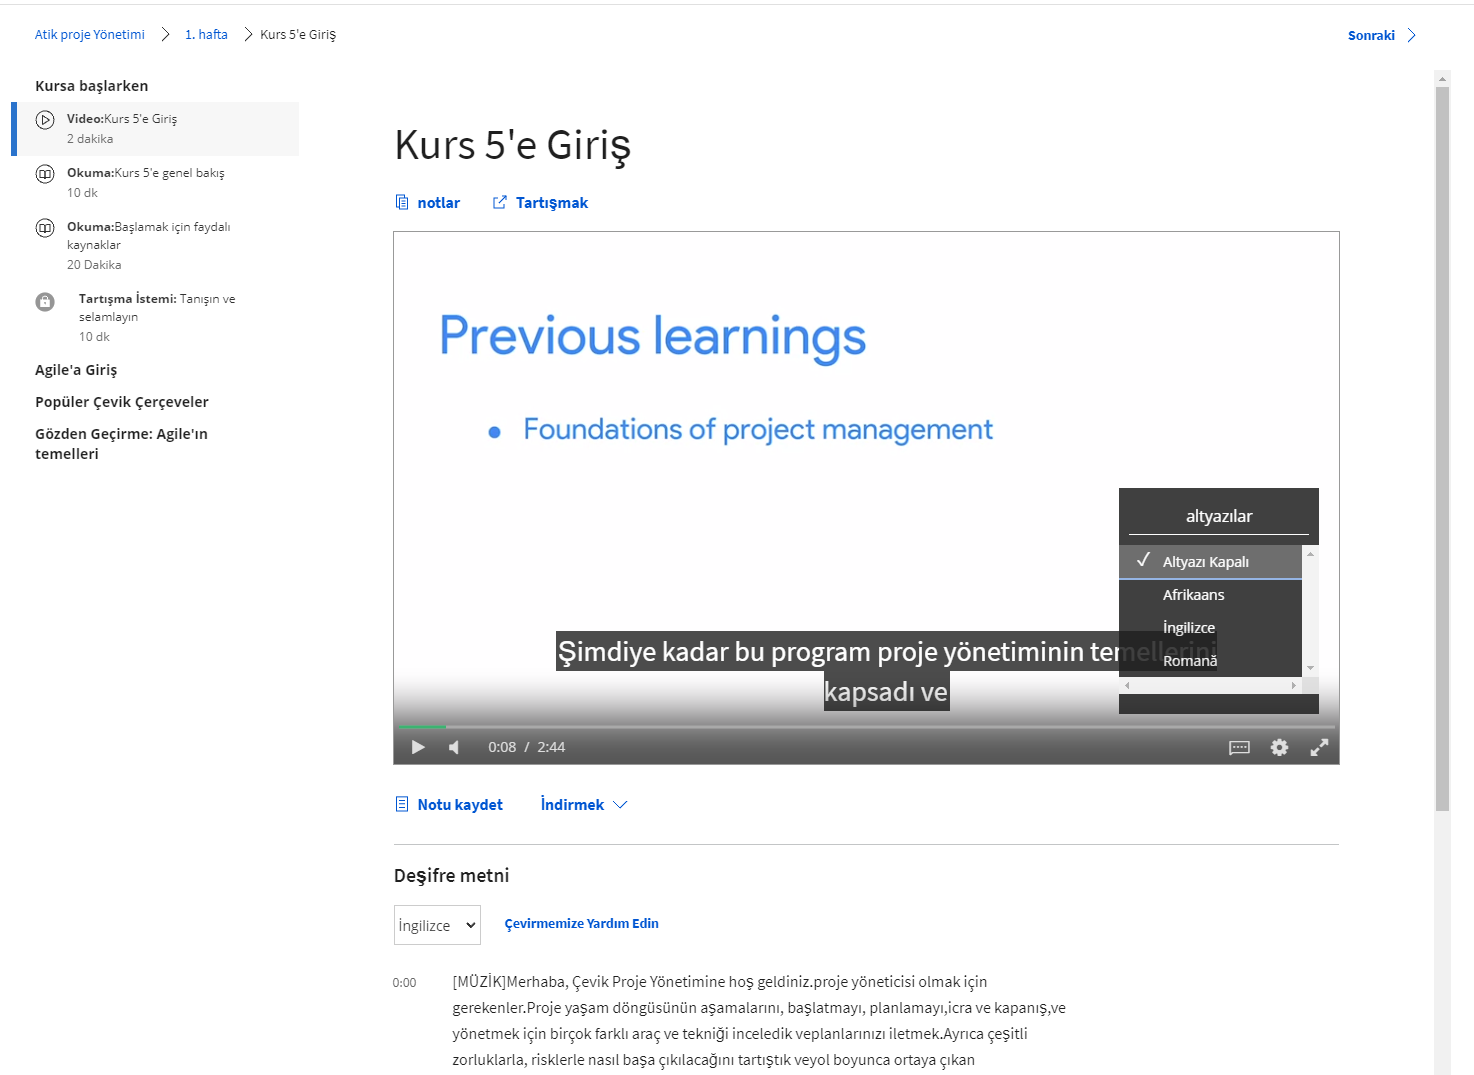 Atik proje Yönetimi
1. hafta
Kurs 5'e Giriş
Sonraki
Kursa başlarken
Video:Kurs 5'e Giriş
2 dakika
Okuma:Kurs 5'e genel bakış
10 dk
Okuma:Başlamak için faydalı
kaynaklar
20 Dakika
Tartışma İstemi: Tanışın ve
selamlayın
10 dk
Agile'a Giriş
Popüler Çevik Çerçeveler
Gözden Geçirme: Agile'ın
temelleri
Kurs 5'e Giriş
notlar
Tartışmak
Previous learnings
● Foundations of project management
altyazılar
✓ Altyazı Kapalı
Afrikaans
İngilizce
Română
Şimdiye kadar bu program proje yönetiminin temellerini
kapsadı ve
0:08 / 2:44
Notu kaydet
İndirmek
Deşifre metni
İngilizce
Çevirmemize Yardım Edin
0:00
[MÜZİK]Merhaba, Çevik Proje Yönetimine hoş geldiniz.proje yöneticisi olmak için
gerekenler.Proje yaşam döngüsünün aşamalarını, başlatmayı, planlamayı,icra ve kapanış,ve
yönetmek için birçok farklı araç ve tekniği inceledik veplanlarınızı iletmek.Ayrıca çeşitli
zorluklarla, risklerle nasıl başa çıkılacağını tartıştık veyol boyunca ortaya çıkan